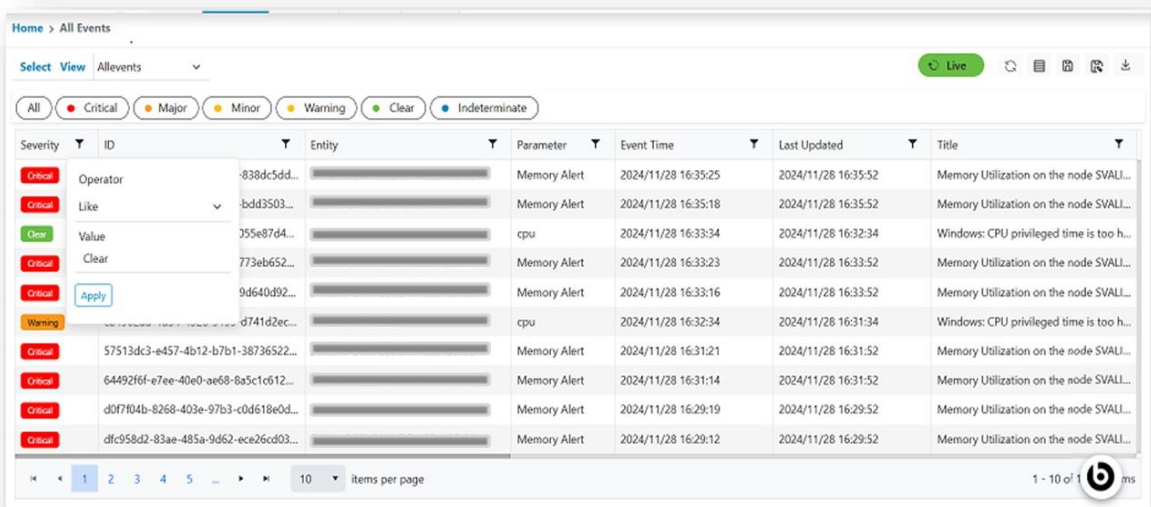 Home > All Events
Select View Allevents Live
All Critical Major Minor Warning Clear Indeterminate
Severity ID Entity Parameter Event Time Last Updated Title
Critical -838dc5dd... Memory Alert 2024/11/28 16:35:25 2024/11/28 16:35:52 Memory Utilization on the node SVALI...
Operator
Critical -bdd3503... Memory Alert 2024/11/28 16:35:18 2024/11/28 16:35:52 Memory Utilization on the node SVALI...
Like
Clear 055e87d4... cpu 2024/11/28 16:33:34 2024/11/28 16:32:34 Windows: CPU privileged time is too h...
Value
Critical 773eb652... Memory Alert 2024/11/28 16:33:23 2024/11/28 16:33:52 Memory Utilization on the node SVALI...
Clear
Critical 9d640d92... Memory Alert 2024/11/28 16:33:16 2024/11/28 16:33:52 Memory Utilization on the node SVALI...
Apply
Warning d741d2ec... cpu 2024/11/28 16:32:34 2024/11/28 16:31:34 Windows: CPU privileged time is too h...
Critical 57513dc3-e457-4b12-b7b1-38736522... Memory Alert 2024/11/28 16:31:21 2024/11/28 16:31:52 Memory Utilization on the node SVALI...
Critical 64492f6f-e7ee-40e0-ae68-8a5c1c612... Memory Alert 2024/11/28 16:31:14 2024/11/28 16:31:52 Memory Utilization on the node SVALI...
Critical d0f7f04b-8268-403e-97b3-c0d618e0d... Memory Alert 2024/11/28 16:29:19 2024/11/28 16:29:52 Memory Utilization on the node SVALI...
Critical dfc958d2-83ae-485a-9d62-ece26cd03... Memory Alert 2024/11/28 16:29:12 2024/11/28 16:29:52 Memory Utilization on the node SVALI...
1 2 3 4 5 ... 10 items per page 1 - 10 of